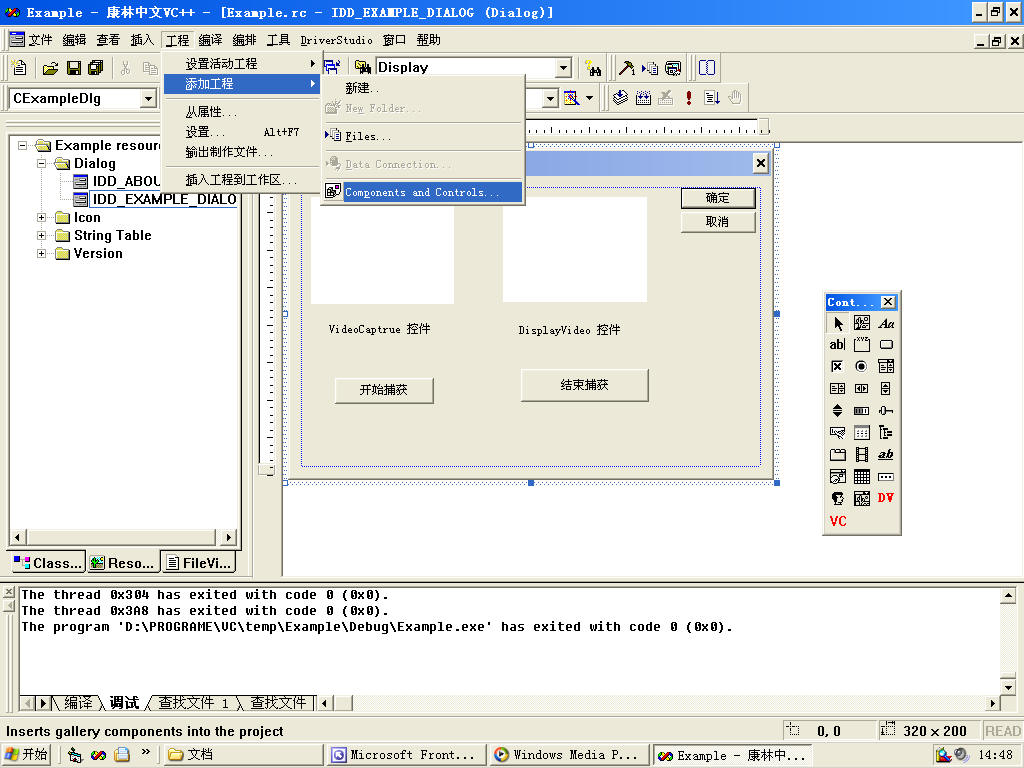 Example - 康林中文VC++ - [Example.rc - IDD_EXAMPLE_DIALOG (Dialog)]
文件 编辑 查看 插入 工程 编译 编排 工具 DriverStudio 窗口 帮助
Display
CExampleDlg
设置活动工程
添加工程
从属性...
设置... Alt+F7
输出制作文件...
插入工程到工作区...
新建..
New Folder...
Files...
Data Connection...
Components and Controls...
Example resour
Dialog
IDD_ABOU
IDD_EXAMPLE_DIALO
Icon
String Table
Version
确定
取消
VideoCaptrue 控件
DisplayVideo 控件
开始捕获
结束捕获
Cont...
Aa
ab
XYZ
ab
DV
VC
Class...
Reso...
FileVi...
The thread 0x304 has exited with code 0 (0x0).
The thread 0x3A8 has exited with code 0 (0x0).
The program 'D:\PROGRAME\VC\temp\Example\Debug\Example.exe' has exited with code 0 (0x0).
编译 调试 查找文件 1 查找文件
Inserts gallery components into the project
0, 0
320 x 200
READ
开始
»
文档
Microsoft Front...
Windows Media P...
Example - 康林中...
14:48